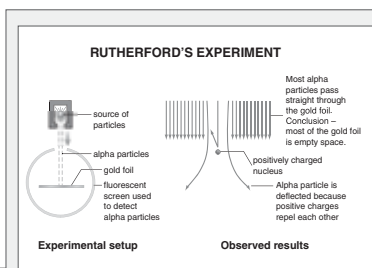 RUTHERFORD'S EXPERIMENT
source of
particles
alpha particles
gold foil
fluorescent
screen used
to detect
alpha particles
Experimental setup
Most alpha
particles pass
straight through
the gold foil.
Conclusion –
most of the gold foil
is empty space.
positively charged
nucleus
Alpha particle is
deflected because
positive charges
repel each other
Observed results